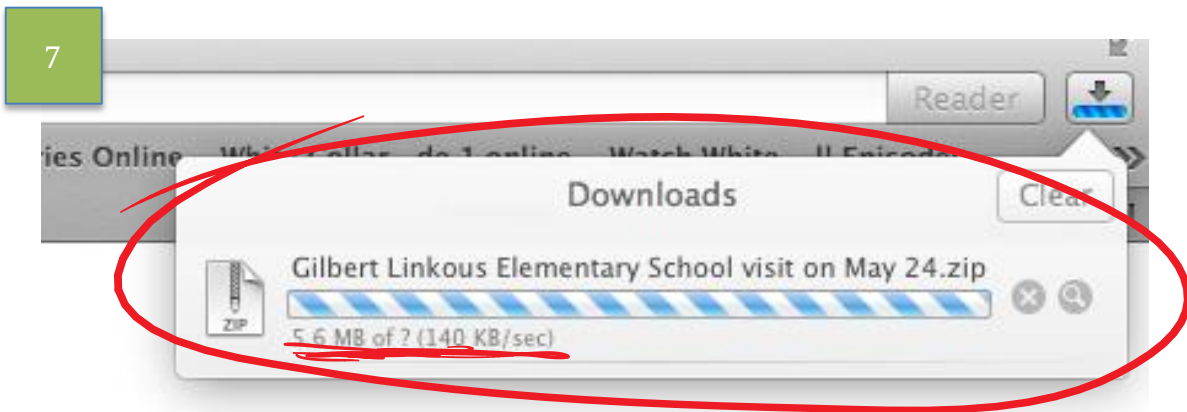 7
Reader
ries Online
Downloads
Clear
Gilbert Linkous Elementary School visit on May 24.zip
ZIP
5.6 MB of ? (140 KB/sec)